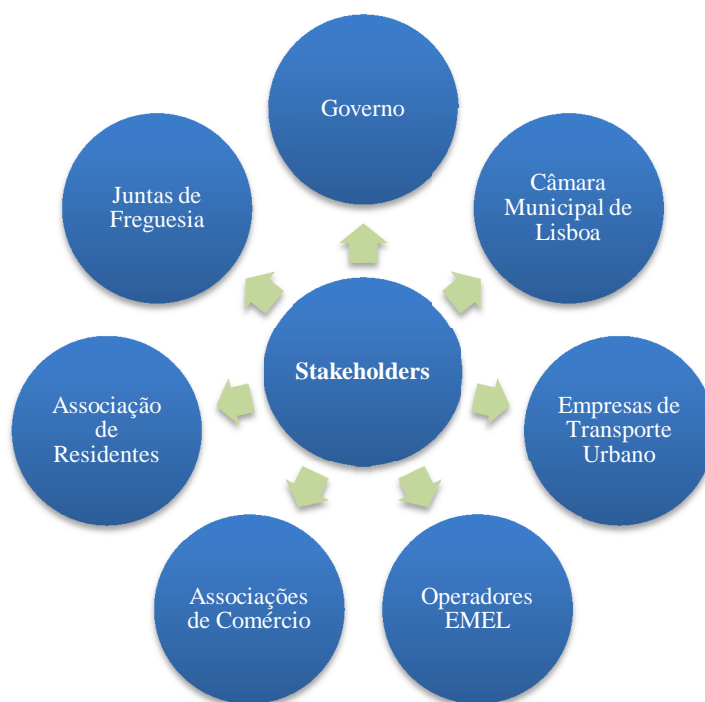 Governo
Câmara
Municipal de
Lisboa
Juntas de
Freguesia
Stakeholders
Associação
de
Residentes
Empresas de
Transporte
Urbano
Associações
de Comércio
Operadores
EMEL